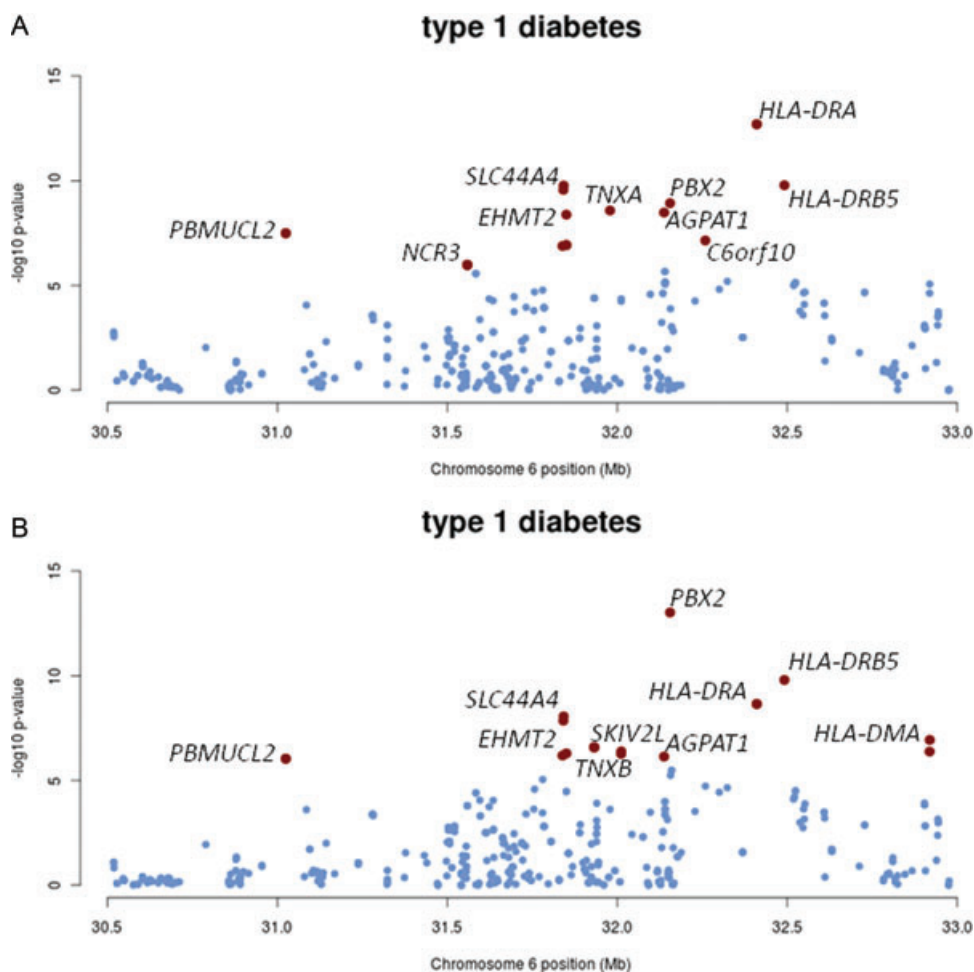 A
type 1 diabetes
15
10
5
0
-log10 p-value
HLA-DRA
SLC44A4
TNXA
PBX2
HLA-DRB5
EHMT2
AGPAT1
PBMUCL2
NCR3
C6orf10
30.5 31.0 31.5 32.0 32.5 33.0
Chromosome 6 position (Mb)
B
type 1 diabetes
15
10
5
0
-log10 p-value
PBX2
HLA-DRB5
HLA-DRA
SLC44A4
SKIV2L
HLA-DMA
EHMT2
AGPAT1
PBMUCL2
TNXB
30.5 31.0 31.5 32.0 32.5 33.0
Chromosome 6 position (Mb)